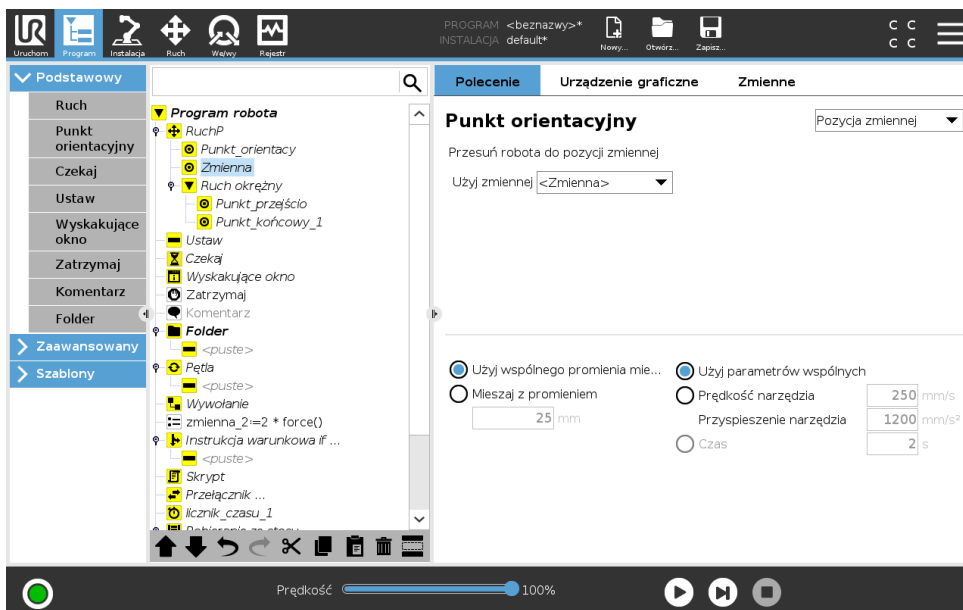 UR
PROGRAM <beznazwy>*
INSTALACJA default*
C C
C C
Uruchom Program Instalacja Ruch We/wy Rejestr Nowy... Otwórz... Zapisz...
Podstawowy
Ruch
Punkt
orientacyjny
Czekaj
Ustaw
Wyskakujące
okno
Zatrzymaj
Komentarz
Folder
Zaawansowany
Szablony
Program robota
RuchP
Punkt_orientacy
Zmienna
Ruch okrężny
Punkt_przejścio
Punkt_końcowy_1
Ustaw
Czekaj
Wyskakujące okno
Zatrzymaj
Komentarz
Folder
<puste>
Pętla
<puste>
Wywołanie
zmienna_2:=2 * force()
Instrukcja warunkowa if ...
<puste>
Skrypt
Przełącznik ...
licznik_czasu_1
Polecenie Urządzenie graficzne Zmienne
Punkt orientacyjny Pozycja zmiennej
Przesuń robota do pozycji zmiennej
Użyj zmiennej <Zmienna>
Użyj wspólnego promienia mie...
Mieszaj z promieniem
25 mm
Użyj parametrów wspólnych
Prędkość narzędzia 250 mm/s
Przyspieszenie narzędzia 1200 mm/s²
Czas 2 s
Prędkość 100%